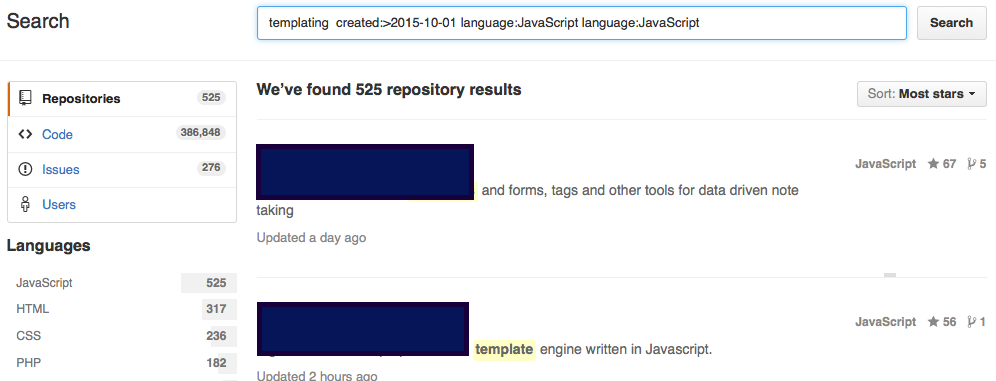 Search
templating  created:>2015-10-01 language:JavaScript language:JavaScript
Search
Repositories 525
Code 386,848
Issues 276
Users
Languages
JavaScript 525
HTML 317
CSS 236
PHP 182
We've found 525 repository results
Sort: Most stars
JavaScript 67 5
and forms, tags and other tools for data driven note
taking
Updated a day ago
JavaScript 56 1
template engine written in Javascript.
Updated 2 hours ago